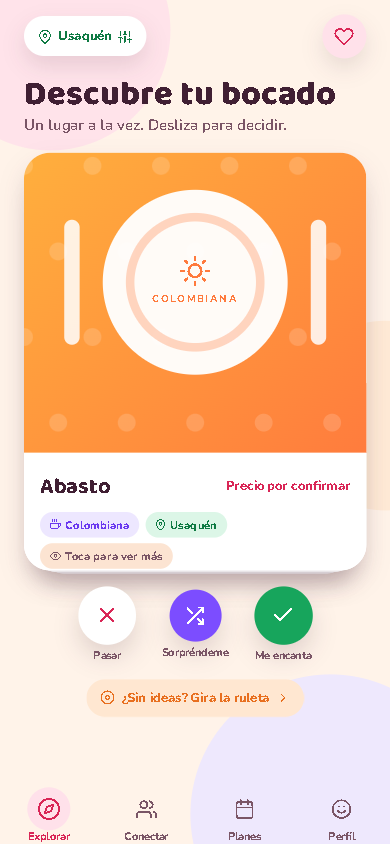 Usaquén
Descubre tu bocado
Un lugar a la vez. Desliza para decidir.
COLOMBIANA
Abasto
Precio por confirmar
Colombiana
Usaquén
Toca para ver más
Pasar
Sorpréndeme
Me encanta
¿Sin ideas? Gira la ruleta
Explorar
Conectar
Planes
Perfil